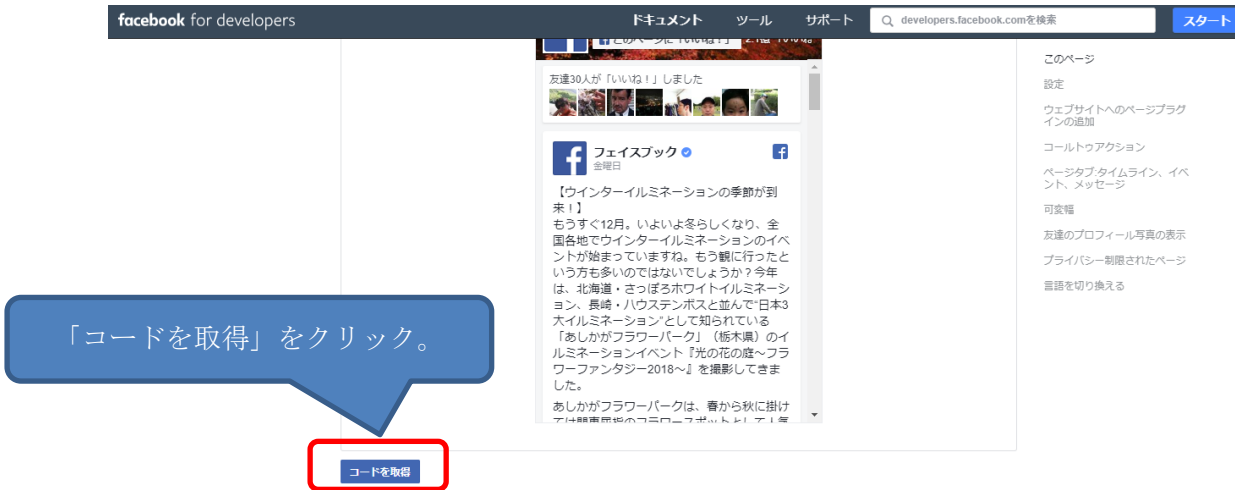 facebook for developers
ドキュメント
ツール
サポート
developers.facebook.comを検索
スタート
友達30人が「いいね！」しました
フェイスブック
金曜日
【ウインターイルミネーションの季節が到
来！】
もうすぐ12月。いよいよ冬らしくなり、全
国各地でウインターイルミネーションのイベ
ントが始まっていますね。もう観に行ったと
いう方も多いのではないでしょうか？今年
は、北海道・さっぽろホワイトイルミネーシ
ョン、長崎・ハウステンボスと並んで“日本3
大イルミネーション”として知られている
「あしかがフラワーパーク」（栃木県）のイ
ルミネーションイベント『光の花の庭～フラ
ワーファンタジー2018～』を撮影してきま
した。
あしかがフラワーパークは、春から秋に掛け
このページ
設定
ウェブサイトへのページプラグ
インの追加
コールトゥアクション
ページタブ:タイムライン、イベ
ント、メッセージ
可変幅
友達のプロフィール写真の表示
プライバシー制限されたページ
言語を切り換える
「コードを取得」をクリック。
コードを取得